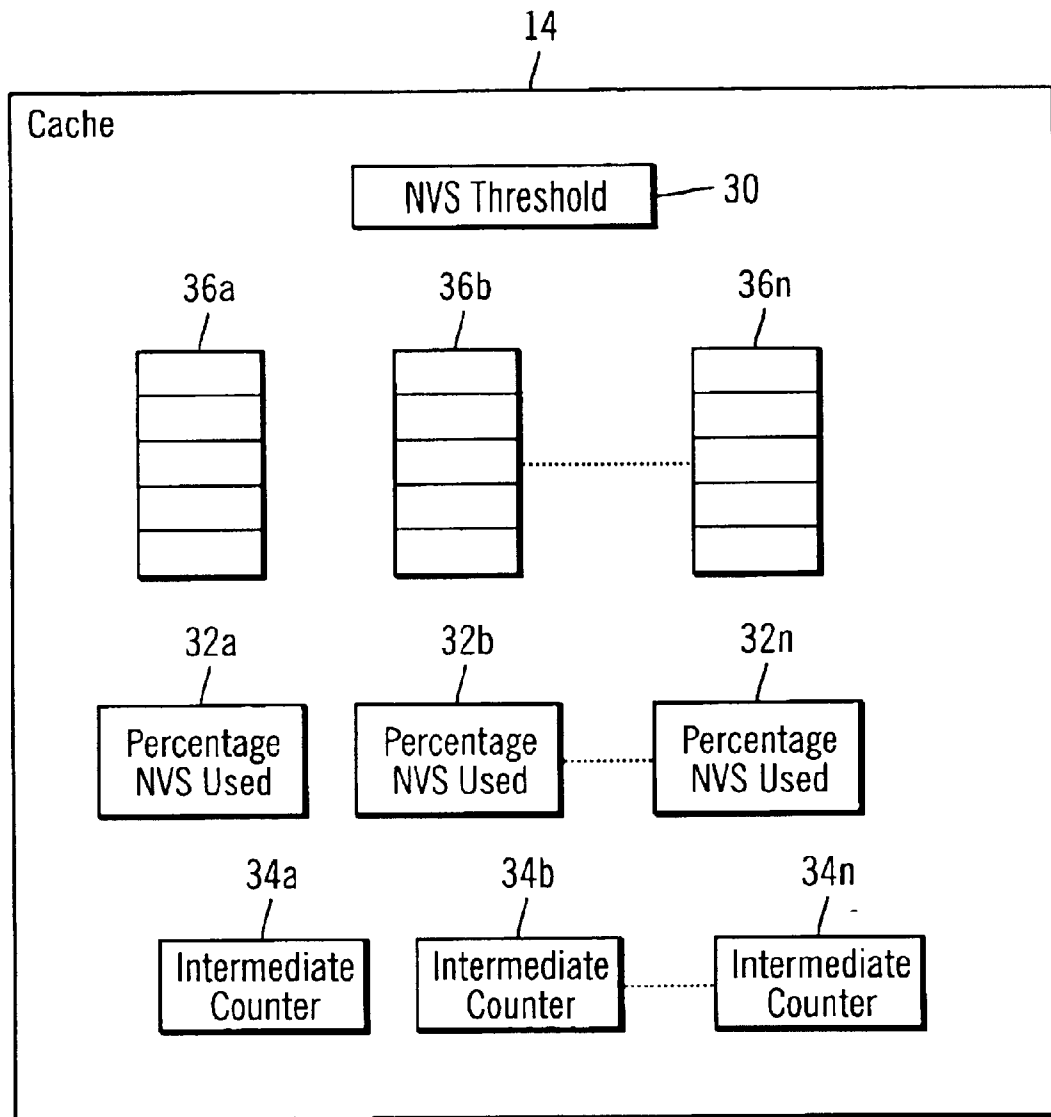 14
Cache
NVS Threshold
30
36a
36b
36n
32a
32b
32n
Percentage
NVS Used
Percentage
NVS Used
Percentage
NVS Used
34a
34b
34n
Intermediate
Counter
Intermediate
Counter
Intermediate
Counter